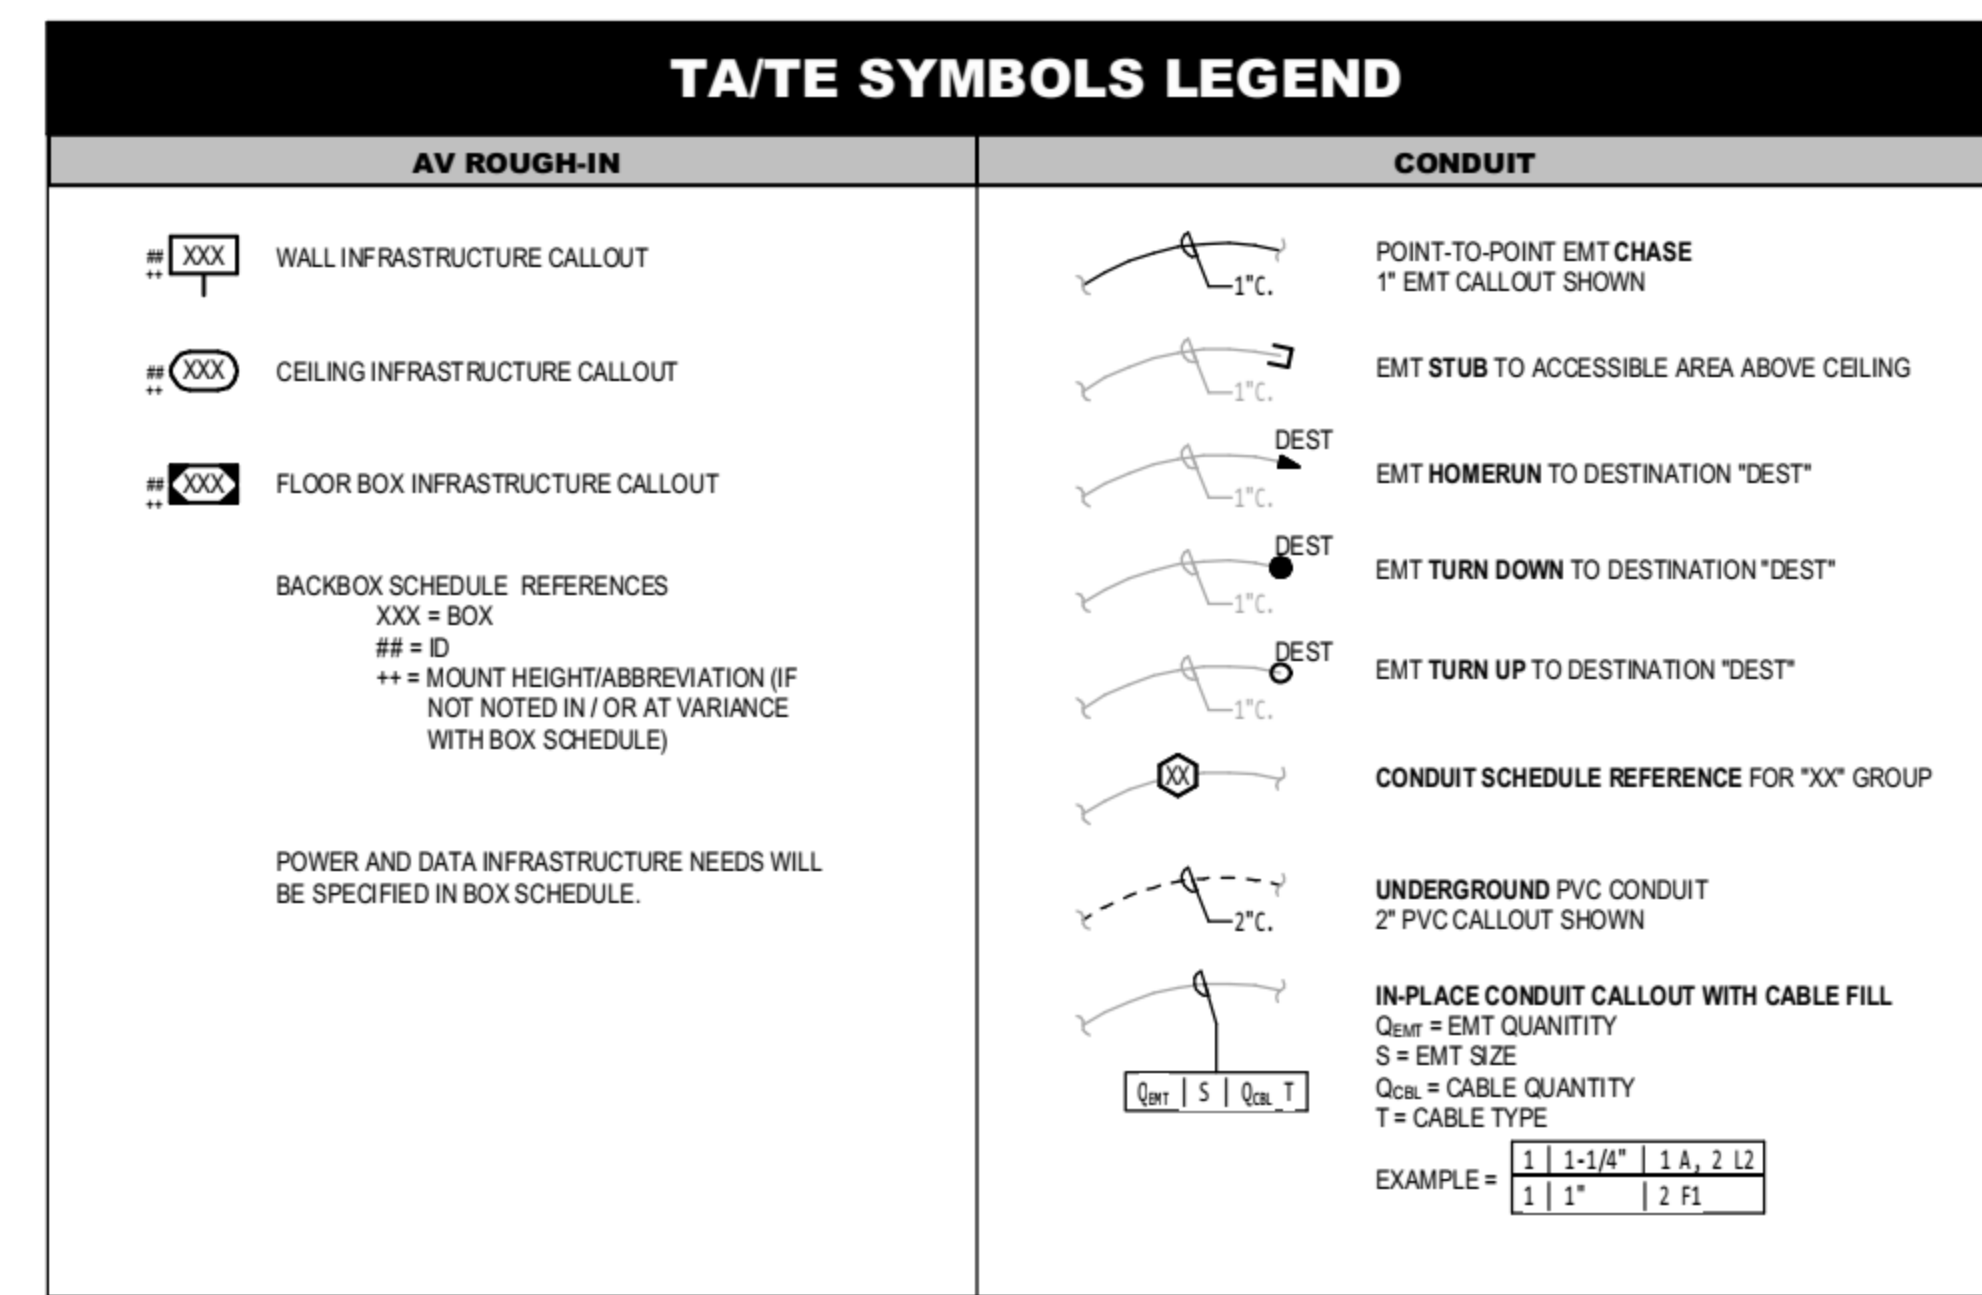 TA/TE SYMBOLS LEGEND
AV ROUGH-IN
##
++
XXX
WALL INFRASTRUCTURE CALLOUT
##
++
XXX
CEILING INFRASTRUCTURE CALLOUT
##
++
XXX
FLOOR BOX INFRASTRUCTURE CALLOUT
BACKBOX SCHEDULE REFERENCES
XXX = BOX
## = ID
++ = MOUNT HEIGHT/ABBREVIATION (IF
NOT NOTED IN / OR AT VARIANCE
WITH BOX SCHEDULE)
POWER AND DATA INFRASTRUCTURE NEEDS WILL
BE SPECIFIED IN BOX SCHEDULE.
CONDUIT
1"C.
POINT-TO-POINT EMT CHASE
1" EMT CALLOUT SHOWN
1"C.
EMT STUB TO ACCESSIBLE AREA ABOVE CEILING
DEST
1"C.
EMT HOMERUN TO DESTINATION "DEST"
DEST
1"C.
EMT TURN DOWN TO DESTINATION "DEST"
DEST
1"C.
EMT TURN UP TO DESTINATION "DEST"
XX
CONDUIT SCHEDULE REFERENCE FOR "XX" GROUP
2"C.
UNDERGROUND PVC CONDUIT
2" PVC CALLOUT SHOWN
QEMT | S | QCBL T
IN-PLACE CONDUIT CALLOUT WITH CABLE FILL
QEMT = EMT QUANITITY
S = EMT SIZE
QCBL = CABLE QUANTITY
T = CABLE TYPE
EXAMPLE =
1 | 1-1/4" | 1 A, 2 L2
1 | 1" | 2 F1